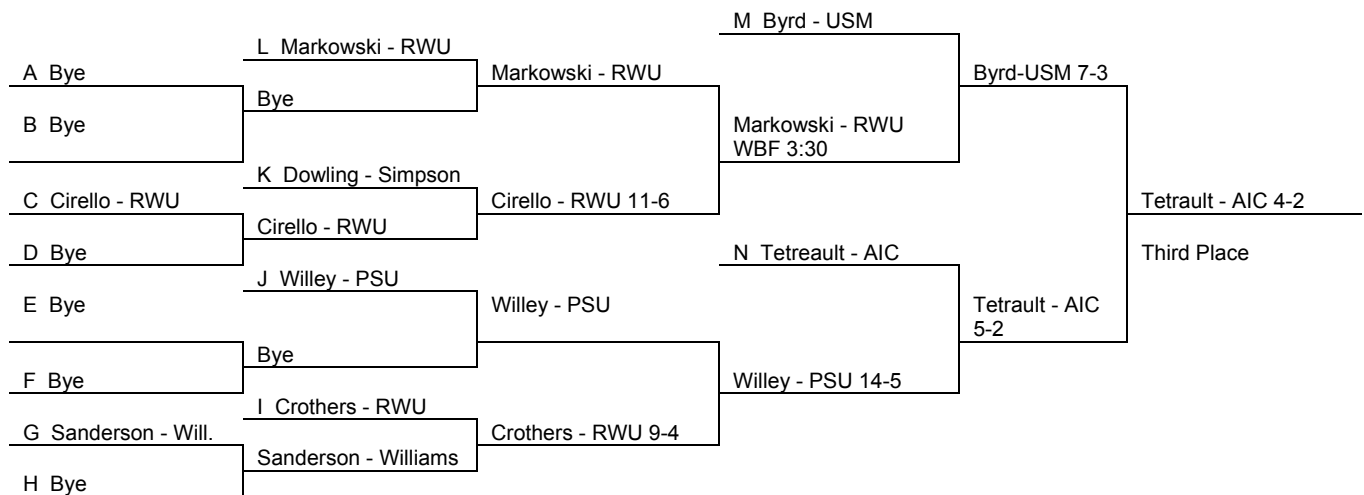 M Byrd - USM
L Markowski - RWU
A Bye
Markowski - RWU
Byrd-USM 7-3
Bye
B Bye
Markowski - RWU
WBF 3:30
K Dowling - Simpson
C Cirello - RWU
Cirello - RWU 11-6
Tetrault - AIC 4-2
Cirello - RWU
D Bye
N Tetreault - AIC
Third Place
J Willey - PSU
E Bye
Willey - PSU
Tetrault - AIC
5-2
Bye
F Bye
Willey - PSU 14-5
I Crothers - RWU
G Sanderson - Will.
Crothers - RWU 9-4
Sanderson - Williams
H Bye